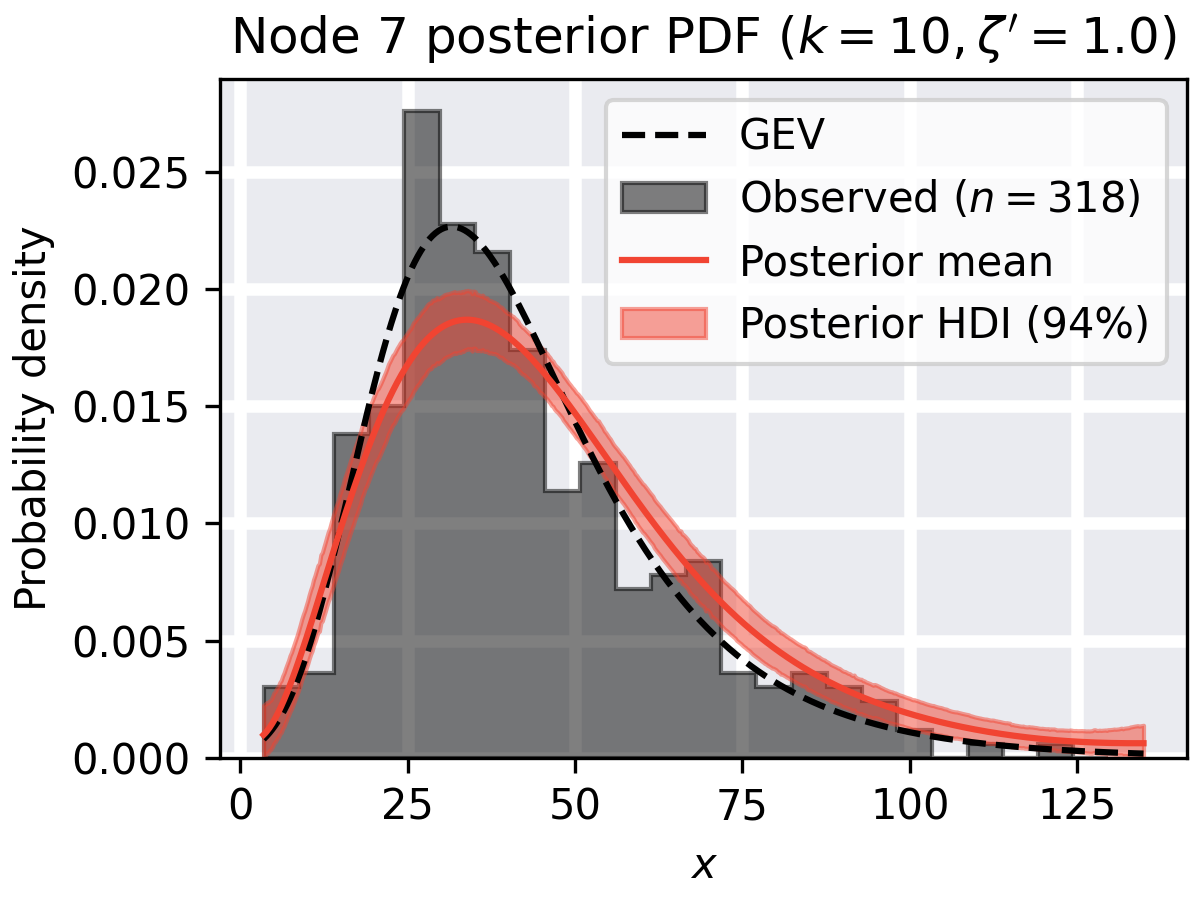 Node 7 posterior PDF (k = 10, ζ′ = 1.0)
GEV
Observed (n = 318)
Posterior mean
Posterior HDI (94%)
Probability density
0.025
0.020
0.015
0.010
0.005
0.000
0 25 50 75 100 125
x